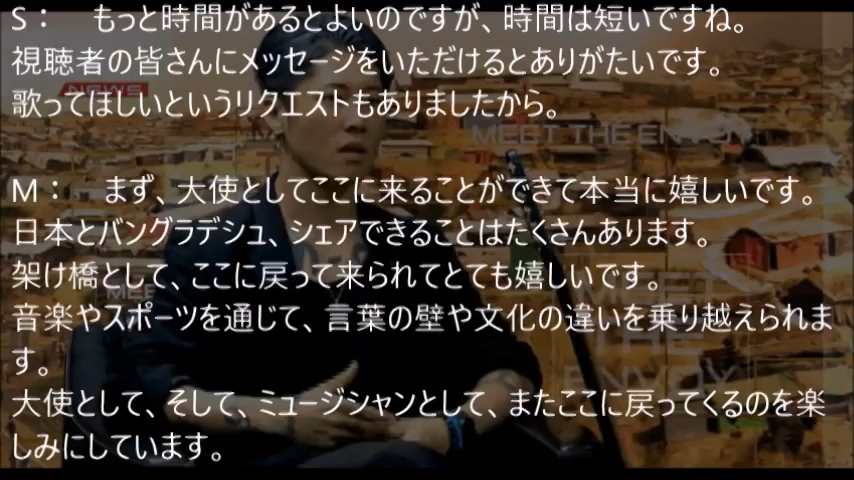 S： もっと時間があるとよいのですが、時間は短いですね。
視聴者の皆さんにメッセージをいただけるとありがたいです。
NEWS
歌ってほしいというリクエストもありましたから。
MEET THE ENVOY
M： まず、大使としてここに来ることができて本当に嬉しいです。
日本とバングラデシュ、シェアできることはたくさんあります。
架け橋として、ここに戻って来られてとても嬉しいです。
MEET
MEET
音楽やスポーツを通じて、言葉の壁や文化の違いを乗り越えられま
す。
THE
ENVOY
大使として、そして、ミュージシャンとして、またここに戻ってくるのを楽
しみにしています。